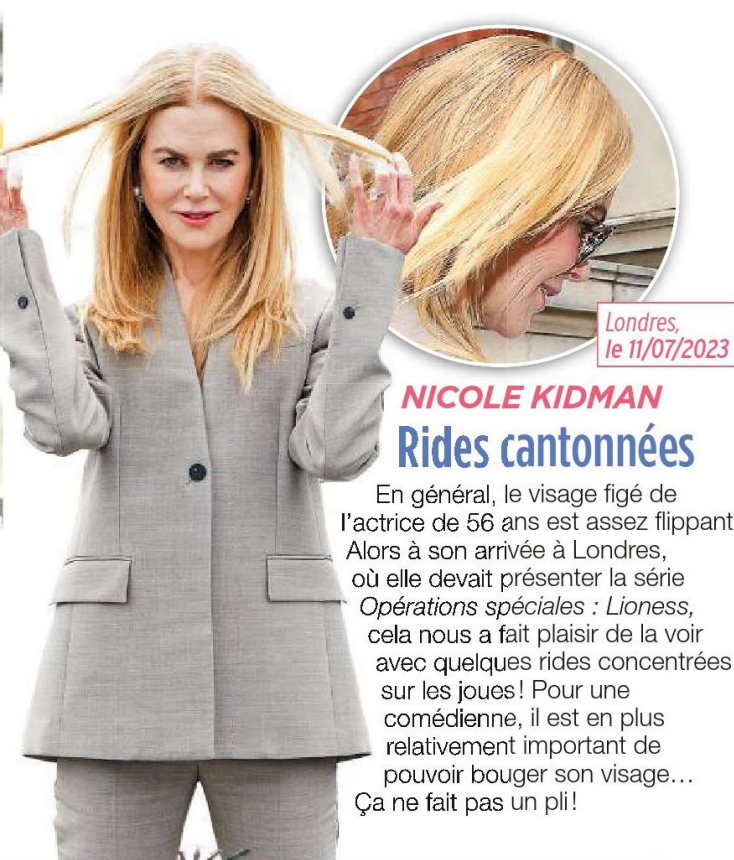 Londres,
le 11/07/2023
NICOLE KIDMAN
Rides cantonnées
En général, le visage figé de
l'actrice de 56 ans est assez flippant
Alors à son arrivée à Londres,
où elle devait présenter la série
Opérations spéciales : Lioness,
cela nous a fait plaisir de la voir
avec quelques rides concentrées
sur les joues ! Pour une
comédienne, il est en plus
relativement important de
pouvoir bouger son visage…
Ça ne fait pas un pli !